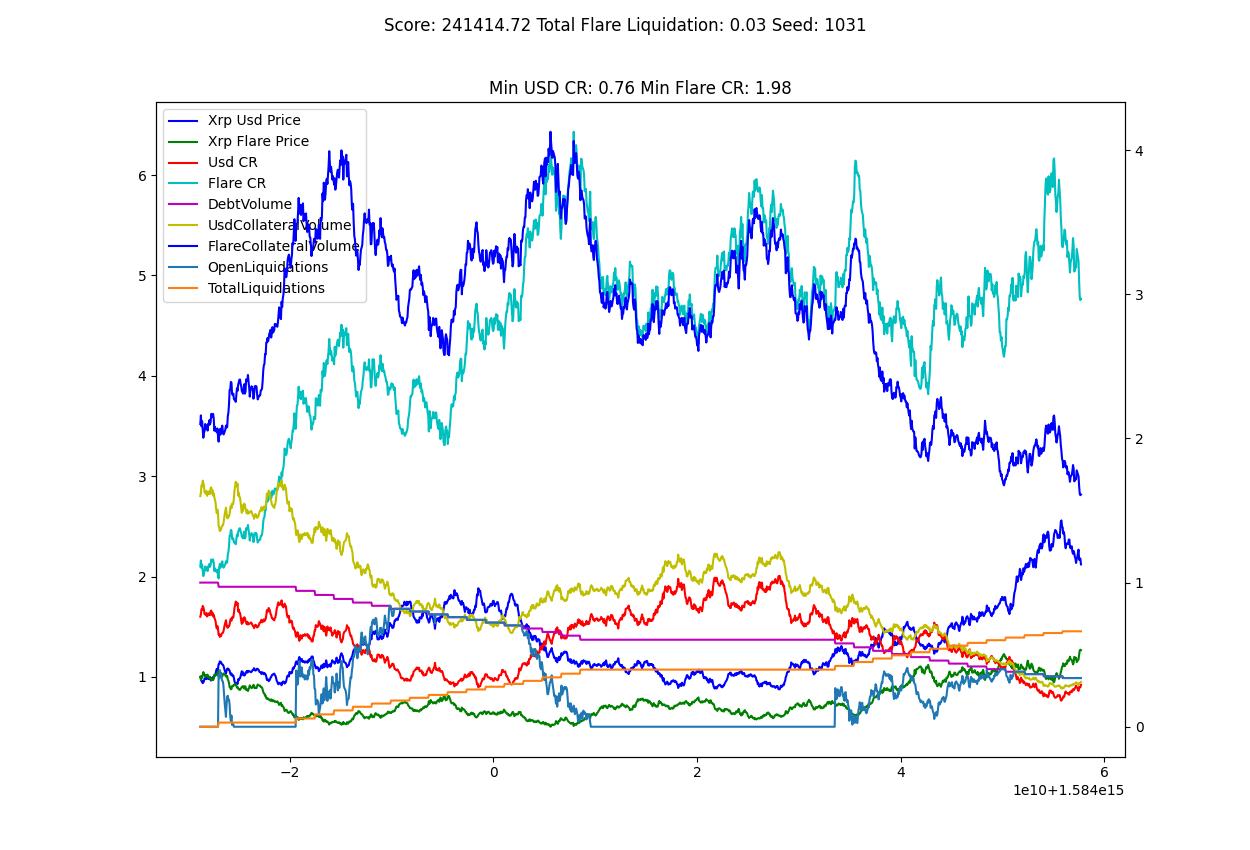 Score: 241414.72 Total Flare Liquidation: 0.03 Seed: 1031
Min USD CR: 0.76 Min Flare CR: 1.98
Xrp Usd Price
Xrp Flare Price
Usd CR
Flare CR
DebtVolume
UsdCollateralVolume
FlareCollateralVolume
OpenLiquidations
TotalLiquidations
6
5
4
3
2
1
4
3
2
1
0
−2
0
2
4
6
1e10+1.584e15